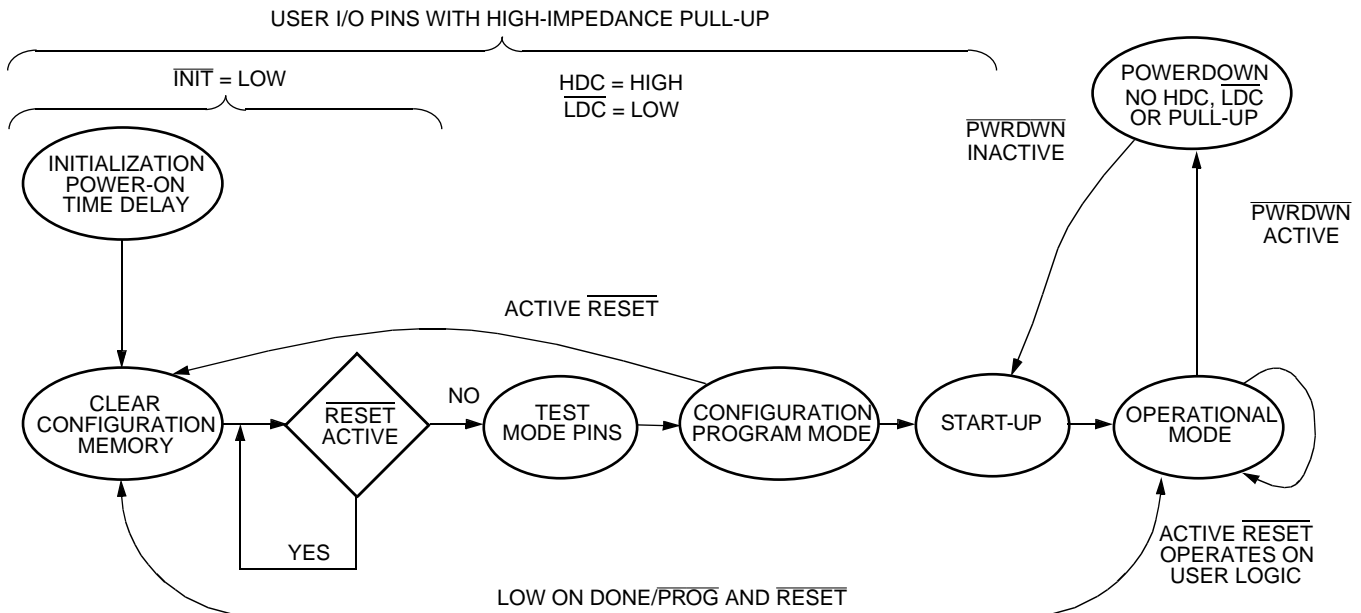 USER I/O PINS WITH HIGH-IMPEDANCE PULL-UP
INIT = LOW
HDC = HIGH
LDC = LOW
POWERDOWN
NO HDC, LDC
OR PULL-UP
PWRDWN
INACTIVE
INITIALIZATION
POWER-ON
TIME DELAY
PWRDWN
ACTIVE
ACTIVE RESET
CLEAR
CONFIGURATION
MEMORY
RESET
ACTIVE
NO
YES
TEST
MODE PINS
CONFIGURATION
PROGRAM MODE
START-UP
OPERATIONAL
MODE
ACTIVE RESET
OPERATES ON
USER LOGIC
LOW ON DONE/PROG AND RESET